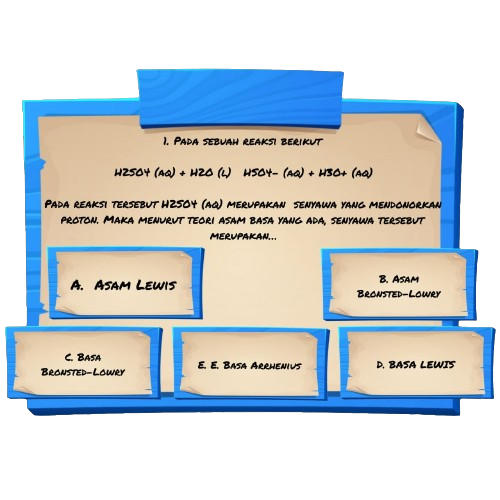 1. Pada sebuah reaksi berikut
H2SO4 (aq) + H2O (l) HSO4- (aq) + H3O+ (aq)
Pada reaksi tersebut H2SO4 (aq) merupakan senyawa yang mendonorkan
proton. Maka menurut teori asam basa yang ada, senyawa tersebut
merupakan...
A. Asam Lewis
B. Asam
Bronsted-Lowry
C. Basa
Bronsted-Lowry
E. E. Basa Arrhenius
D. Basa Lewis